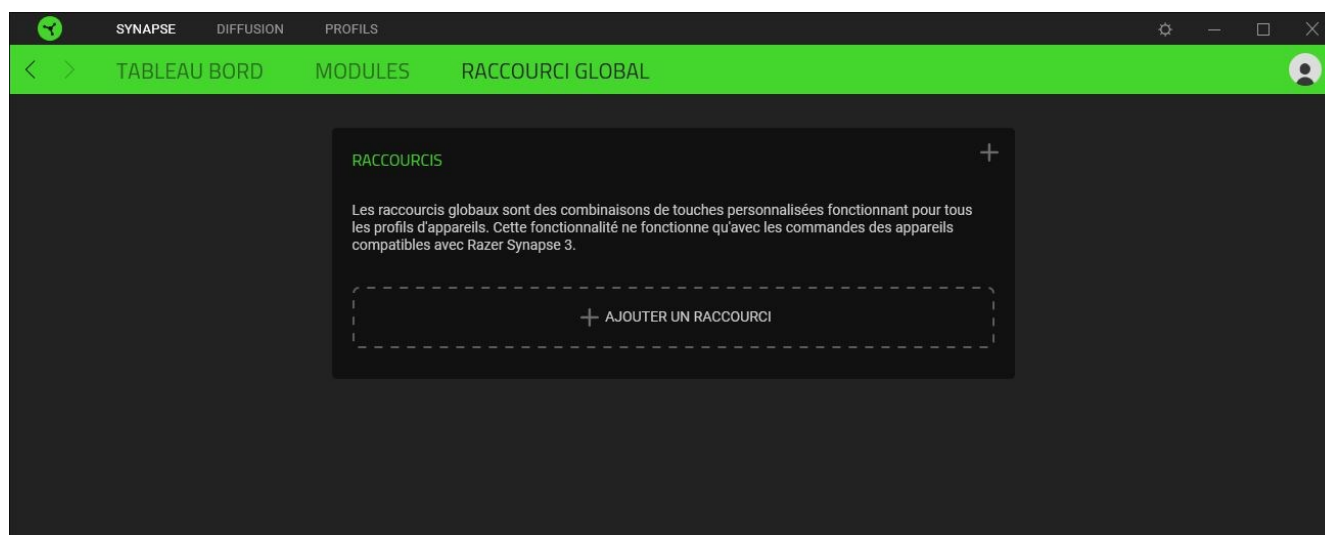 SYNAPSE DIFFUSION PROFILS
TABLEAU BORD MODULES RACCOURCI GLOBAL
RACCOURCIS
Les raccourcis globaux sont des combinaisons de touches personnalisées fonctionnant pour tous
les profils d'appareils. Cette fonctionnalité ne fonctionne qu'avec les commandes des appareils
compatibles avec Razer Synapse 3.
AJOUTER UN RACCOURCI